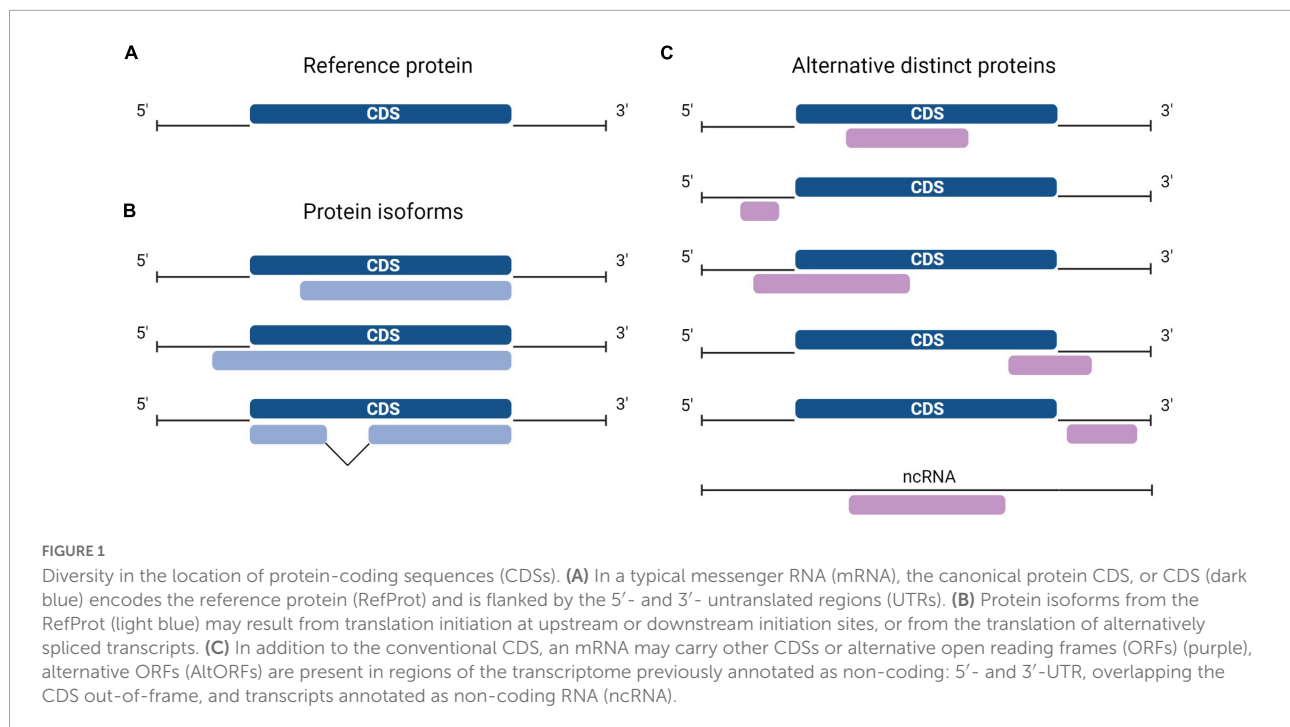 A
Reference protein
5'
CDS
3'
B
Protein isoforms
5'
CDS
3'
5'
CDS
3'
5'
CDS
3'
C
Alternative distinct proteins
5'
CDS
3'
5'
CDS
3'
5'
CDS
3'
5'
CDS
3'
5'
CDS
3'
ncRNA
FIGURE 1
Diversity in the location of protein-coding sequences (CDSs). (A) In a typical messenger RNA (mRNA), the canonical protein CDS, or CDS (dark
blue) encodes the reference protein (RefProt) and is flanked by the 5′- and 3′- untranslated regions (UTRs). (B) Protein isoforms from the
RefProt (light blue) may result from translation initiation at upstream or downstream initiation sites, or from the translation of alternatively
spliced transcripts. (C) In addition to the conventional CDS, an mRNA may carry other CDSs or alternative open reading frames (ORFs) (purple),
alternative ORFs (AltORFs) are present in regions of the transcriptome previously annotated as non-coding: 5′- and 3′-UTR, overlapping the
CDS out-of-frame, and transcripts annotated as non-coding RNA (ncRNA).